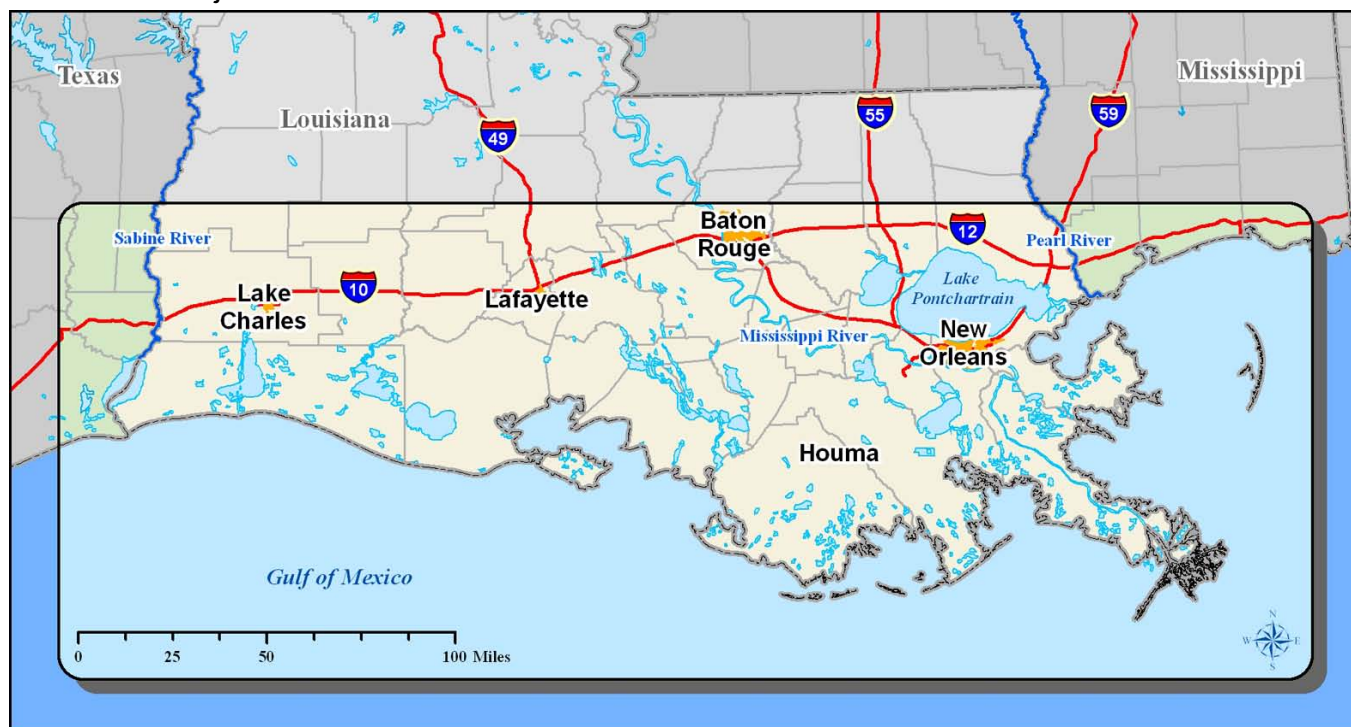 Texas
Louisiana
Mississippi
49
55
59
Sabine River
Baton
Rouge
12
Pearl River
10
Lake
Charles
Lafayette
Lake
Pontchartrain
Mississippi River
New
Orleans
Houma
Gulf of Mexico
0 25 50 100 Miles
N
W E
S